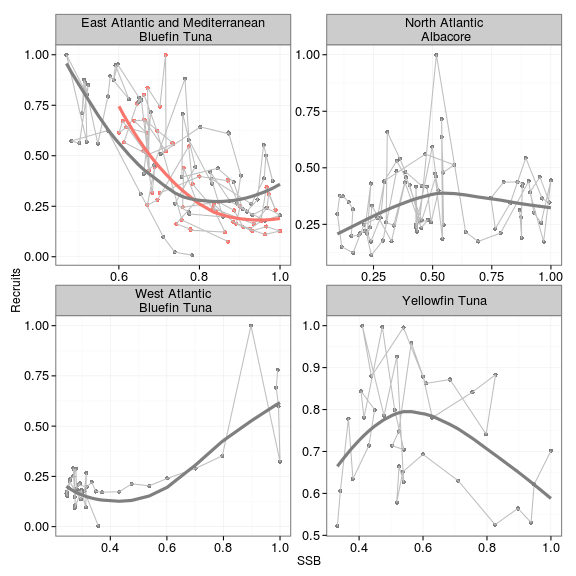 East Atlantic and Mediterranean
Bluefin Tuna
North Atlantic
Albacore
1.00
0.75
0.50
0.25
0.00
0.6 0.8 1.0
1.00
0.75
0.50
0.25
0.25 0.50 0.75 1.00
Recruits
West Atlantic
Bluefin Tuna
Yellowfin Tuna
1.00
0.75
0.50
0.25
0.00
0.4 0.6 0.8 1.0
1.0
0.9
0.8
0.7
0.6
0.5
0.4 0.6 0.8 1.0
SSB